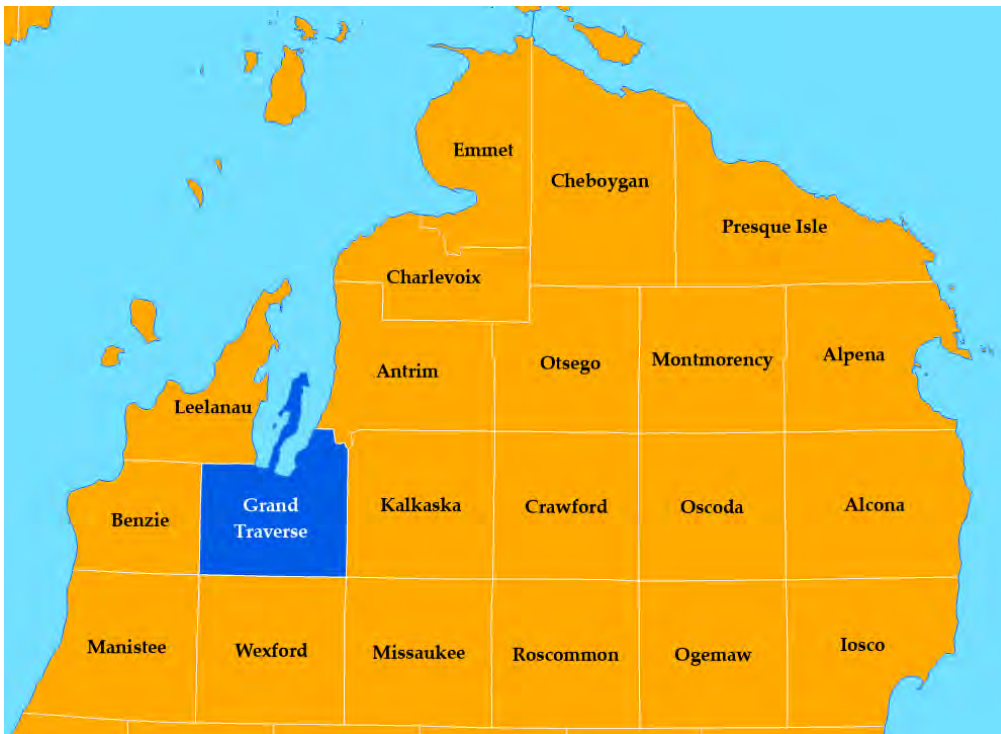 Emmet
Cheboygan
Presque Isle
Charlevoix
Antrim
Otsego
Montmorency
Alpena
Leelanau
Benzie
Grand
Traverse
Kalkaska
Crawford
Oscoda
Alcona
Manistee
Wexford
Missaukee
Roscommon
Ogemaw
Iosco